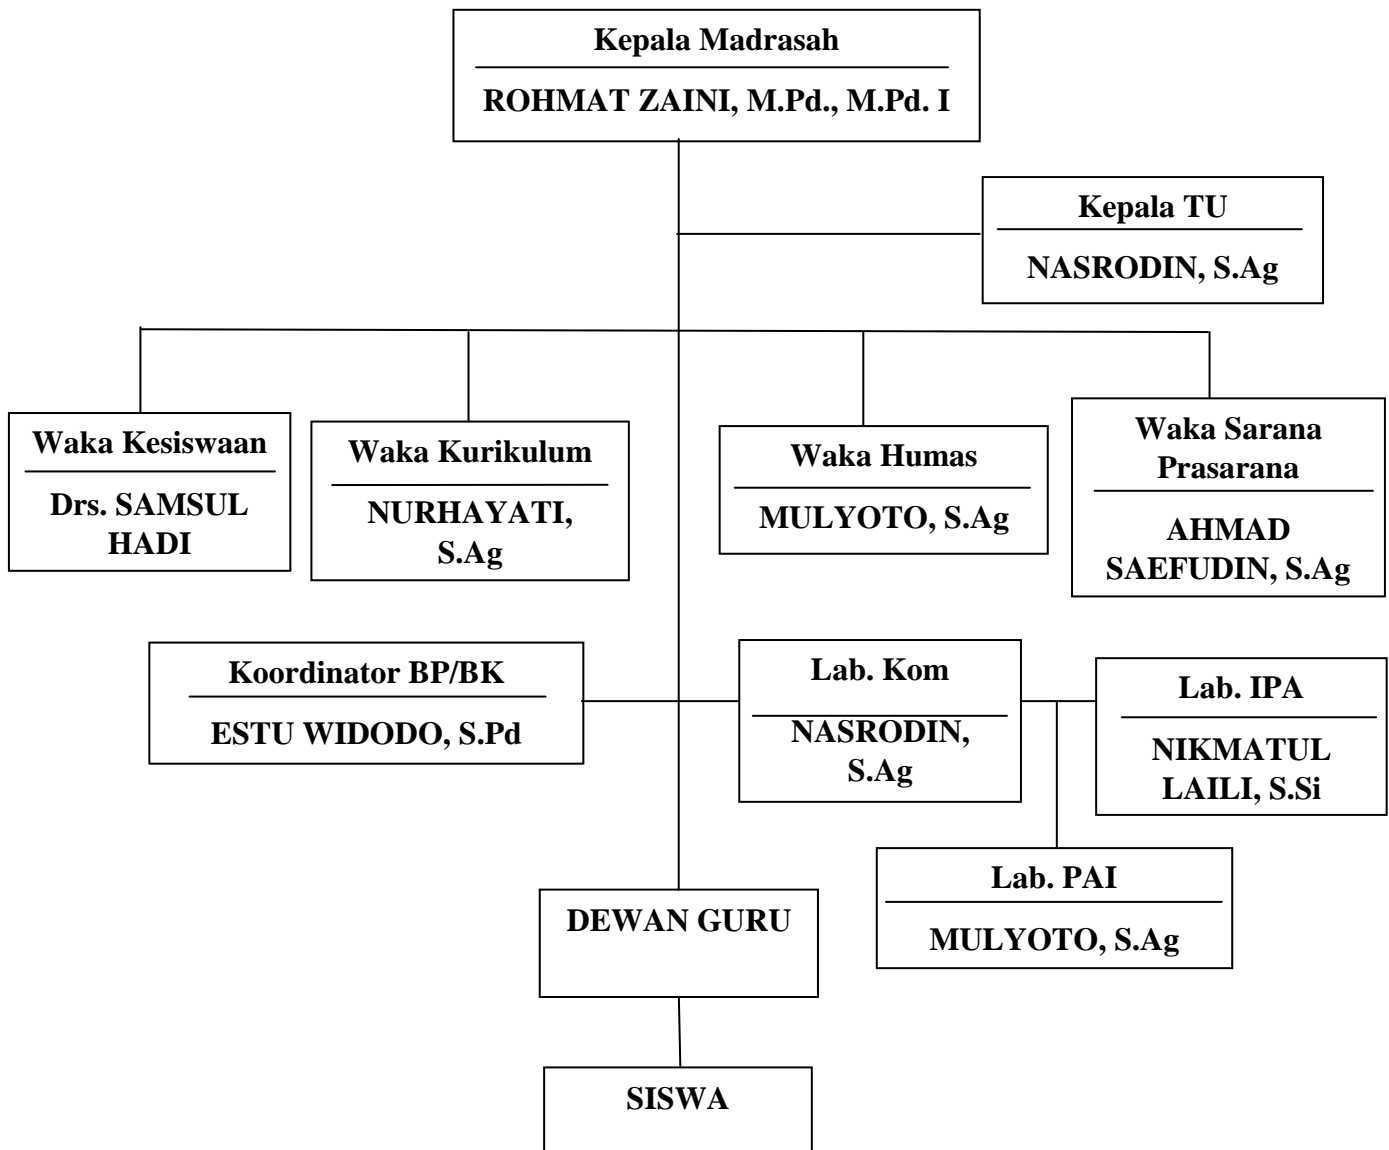 Kepala Madrasah
ROHMAT ZAINI, M.Pd., M.Pd. I
Kepala TU
NASRODIN, S.Ag
Waka Kesiswaan
Drs. SAMSUL
HADI
Waka Kurikulum
NURHAYATI,
S.Ag
Waka Humas
MULYOTO, S.Ag
Waka Sarana
Prasarana
AHMAD
SAEFUDIN, S.Ag
Koordinator BP/BK
ESTU WIDODO, S.Pd
Lab. Kom
NASRODIN,
S.Ag
Lab. IPA
NIKMATUL
LAILI, S.Si
Lab. PAI
MULYOTO, S.Ag
DEWAN GURU
SISWA